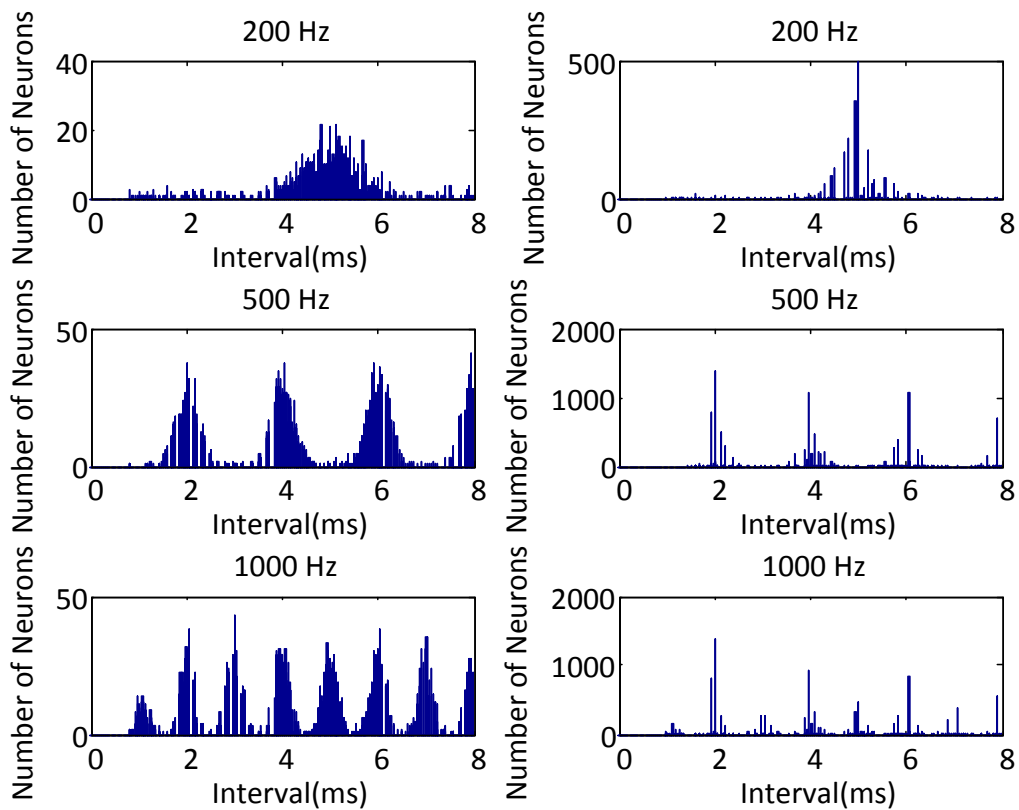 200 Hz
Number of Neurons
40
20
0
0 2 4 6 8
Interval(ms)
200 Hz
Number of Neurons
500
0
0 2 4 6 8
Interval(ms)
500 Hz
Number of Neurons
50
0
0 2 4 6 8
Interval(ms)
500 Hz
Number of Neurons
2000
1000
0
0 2 4 6 8
Interval(ms)
1000 Hz
Number of Neurons
50
0
0 2 4 6 8
Interval(ms)
1000 Hz
Number of Neurons
2000
1000
0
0 2 4 6 8
Interval(ms)